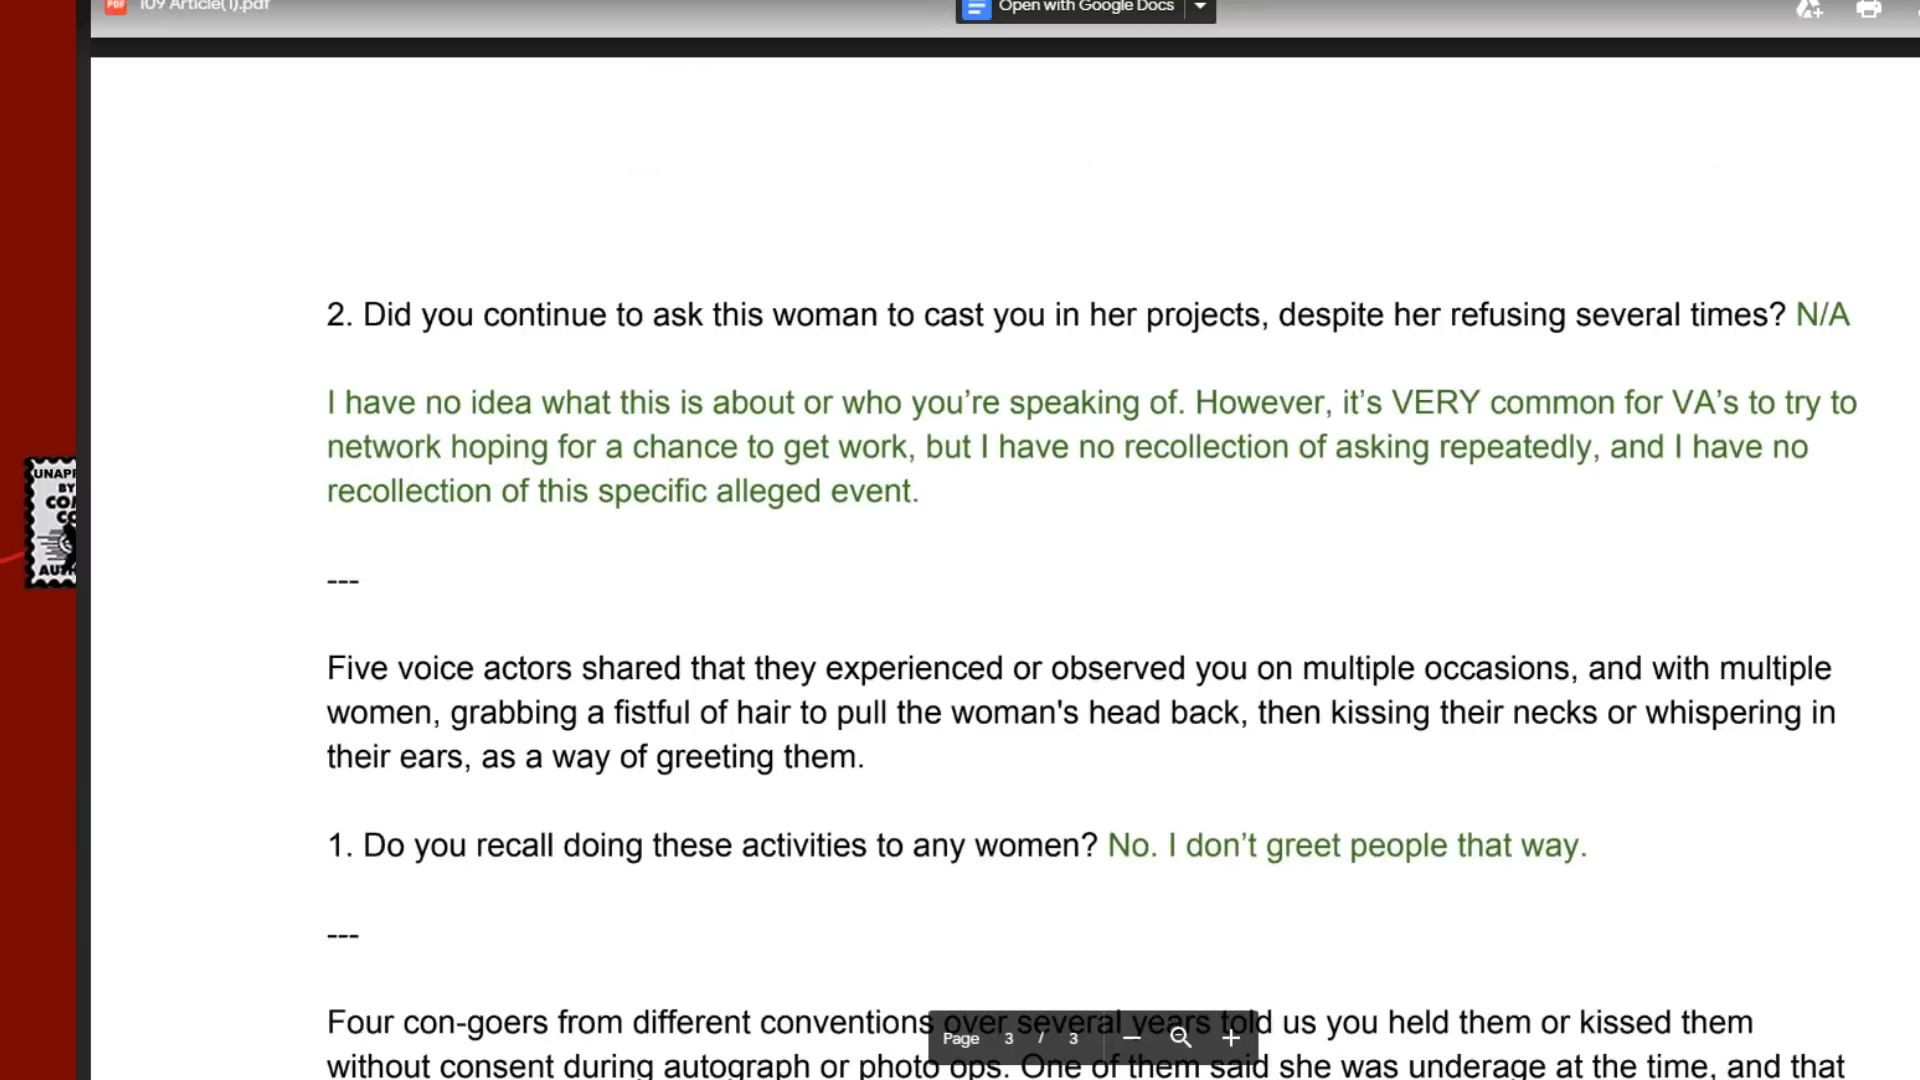 i09 Article(1).pdf
Open with Google Docs
2. Did you continue to ask this woman to cast you in her projects, despite her refusing several times? N/A
I have no idea what this is about or who you’re speaking of. However, it’s VERY common for VA’s to try to
network hoping for a chance to get work, but I have no recollection of asking repeatedly, and I have no
recollection of this specific alleged event.
UNAP
BY
CO
AUT
---
Five voice actors shared that they experienced or observed you on multiple occasions, and with multiple
women, grabbing a fistful of hair to pull the woman's head back, then kissing their necks or whispering in
their ears, as a way of greeting them.
1. Do you recall doing these activities to any women? No. I don’t greet people that way.
---
Four con-goers from different conventions over several years told us you held them or kissed them
without consent during autograph or photo ops. One of them said she was underage at the time, and that
Page 3 / 3